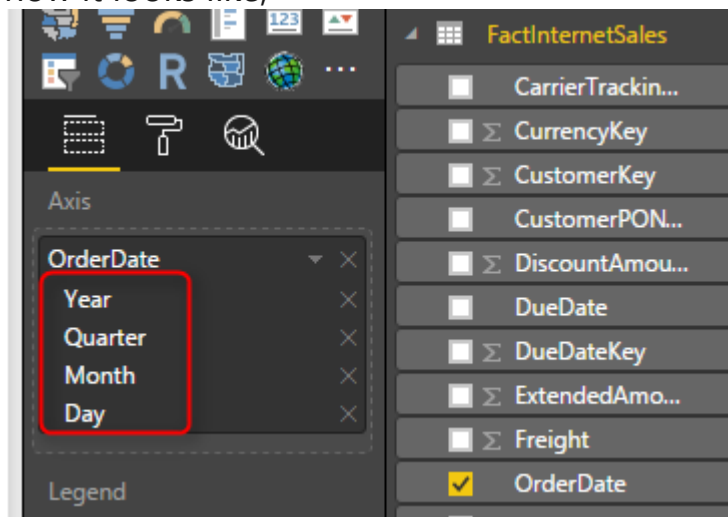 123
R
Axis
OrderDate
Year
Quarter
Month
Day
Legend
FactInternetSales
CarrierTrackin...
Σ CurrencyKey
Σ CustomerKey
CustomerPON...
Σ DiscountAmou...
DueDate
Σ DueDateKey
Σ ExtendedAmo...
Σ Freight
OrderDate